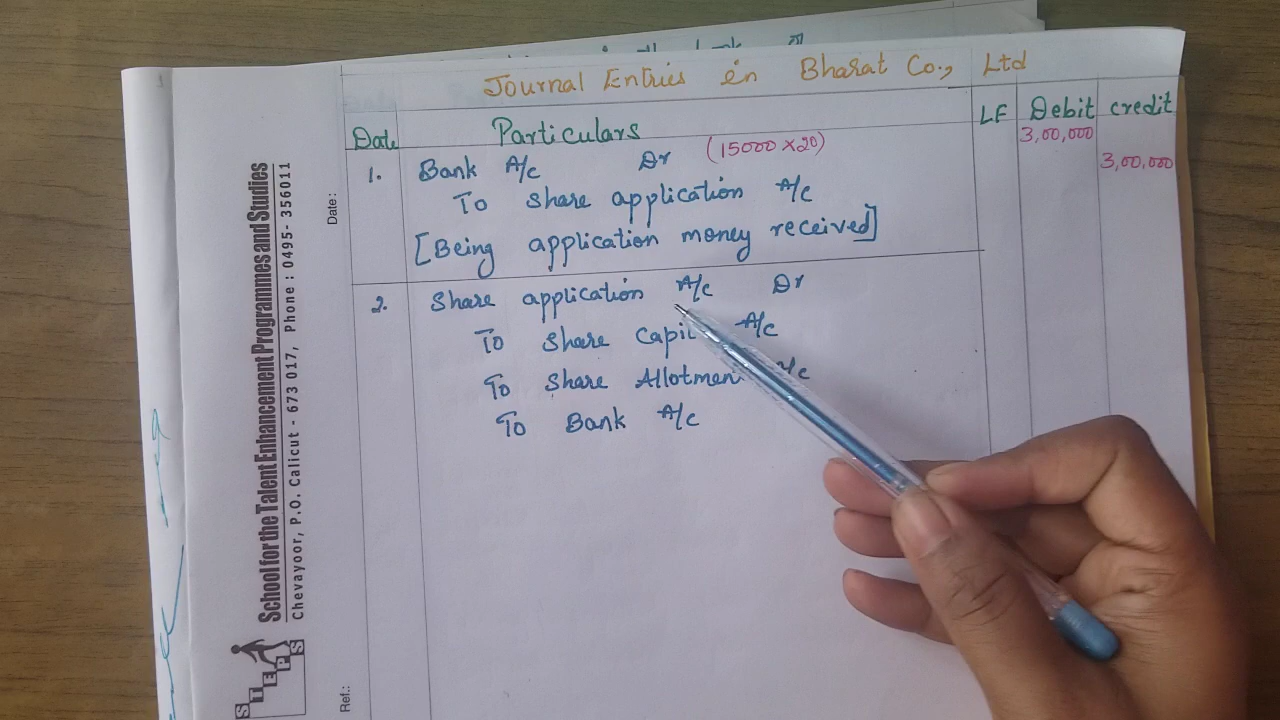 Journal Entries in Bharat Co., Ltd
Date Particulars LF Debit credit
1. Bank A/c Dr (15000 x 20) 3,00,000
To share application A/c 3,00,000
[Being application money received]
2. Share application A/c Dr
To Share Capi A/c
To Share Allotmen A/c
To Bank A/c
School for the Talent Enhancement Programmes and Studies
Chevayoor, P.O. Calicut - 673 017, Phone : 0495- 356011
Date :
Ref.:
STEPS